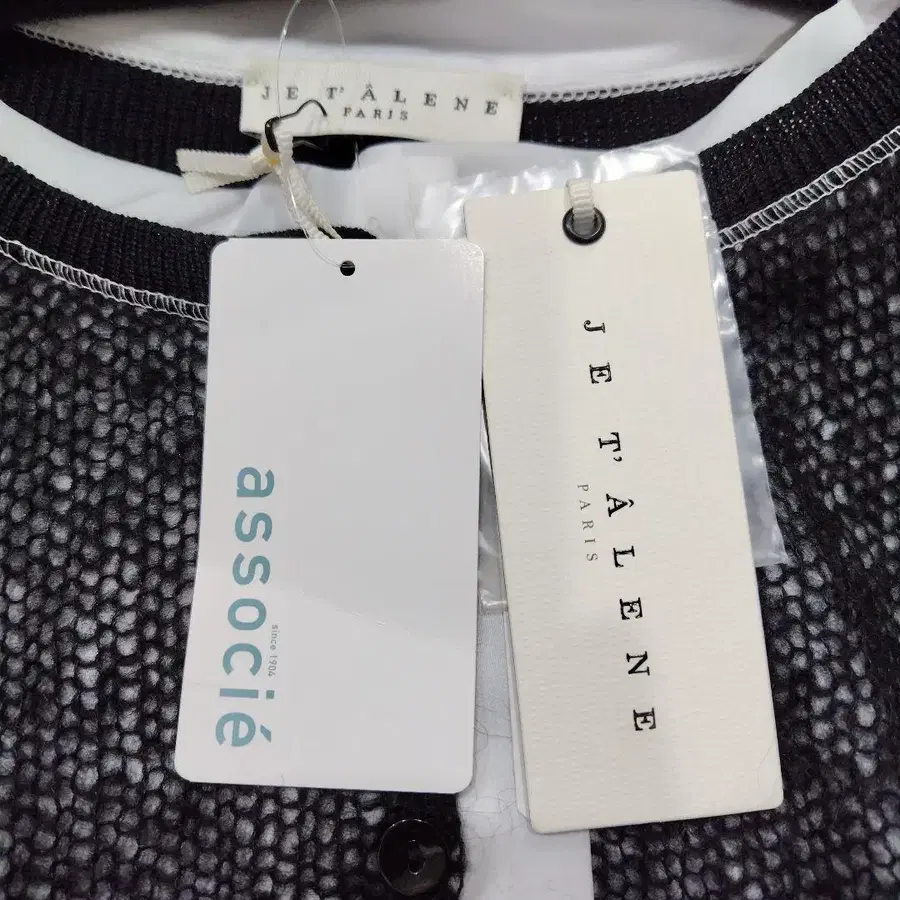 JE T'ÂLENE
PARIS
associé
since 1904
JE T'ÂLENE
PARIS